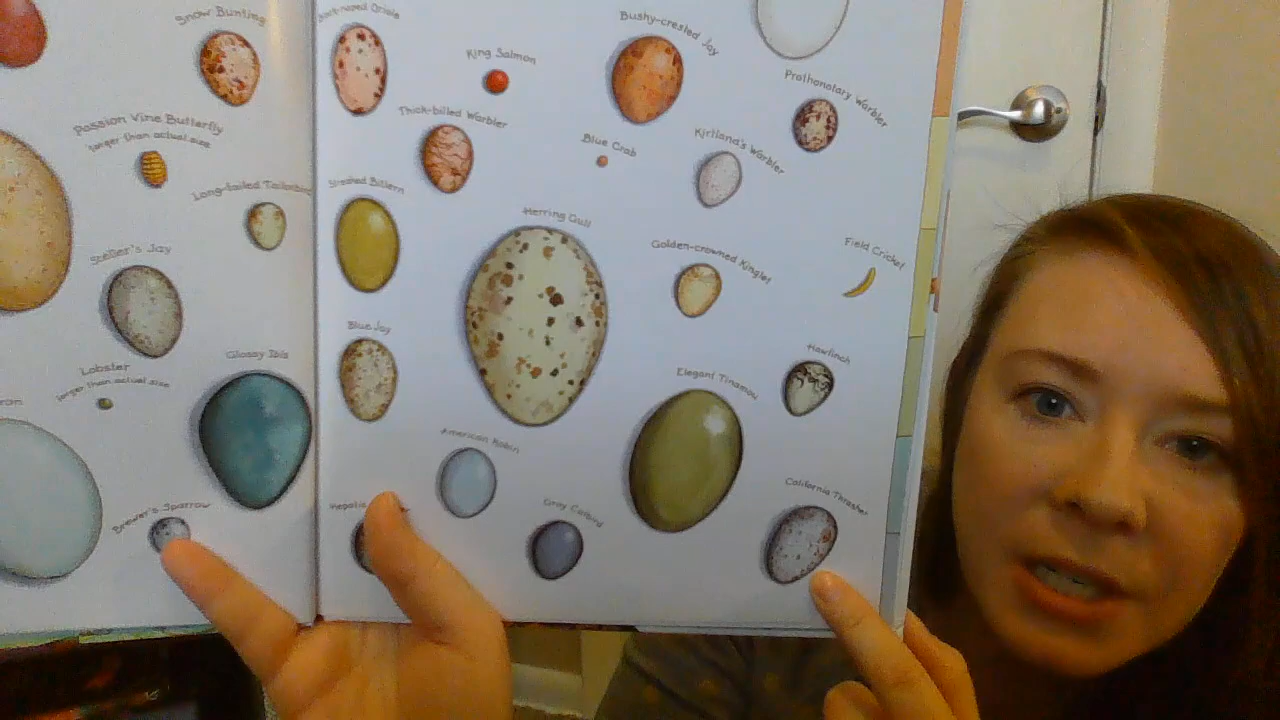 Snow Bunting
Passion Vine Butterfly
larger than actual size
Long-tailed Tailorbird
Steller's Jay
Lobster
larger than actual size
Glossy Ibis
Brewer's Sparrow
King Salmon
Bushy-crested Jay
Thick-billed Warbler
Prothonotary Warbler
Blue Crab
Kirtland's Warbler
Striated Bittern
Herring Gull
Golden-crowned Kinglet
Field Cricket
Blue Jay
Hawfinch
Elegant Tinamou
American Robin
California Thrasher
Gray Catbird